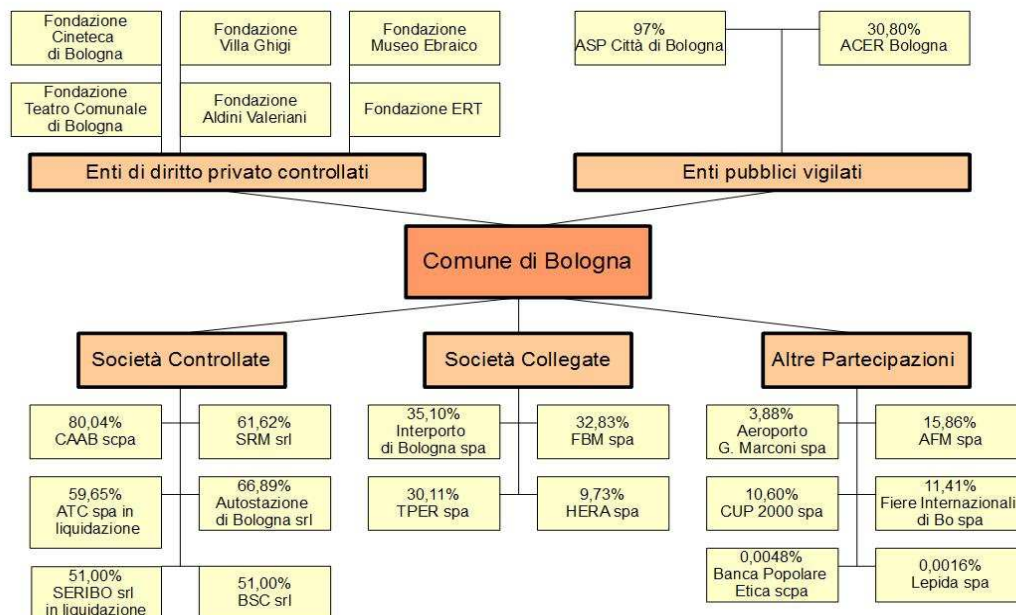 Fondazione
Cineteca
di Bologna
Fondazione
Villa Ghigi
Fondazione
Museo Ebraico
97%
ASP Città di Bologna
30,80%
ACER Bologna
Fondazione
Teatro Comunale
di Bologna
Fondazione
Aldini Valeriani
Fondazione ERT
Enti di diritto privato controllati
Enti pubblici vigilati
Comune di Bologna
Società Controllate
Società Collegate
Altre Partecipazioni
80,04%
CAAB scpa
61,62%
SRM srl
35,10%
Interporto
di Bologna spa
32,83%
FBM spa
3,88%
Aeroporto
G. Marconi spa
15,86%
AFM spa
59,65%
ATC spa in
liquidazione
66,89%
Autostazione
di Bologna srl
30,11%
TPER spa
9,73%
HERA spa
10,60%
CUP 2000 spa
11,41%
Fiere Internazionali
di Bo spa
51,00%
SERIBO srl
in liquidazione
51,00%
BSC srl
0,0048%
Banca Popolare
Etica scpa
0,0016%
Lepida spa